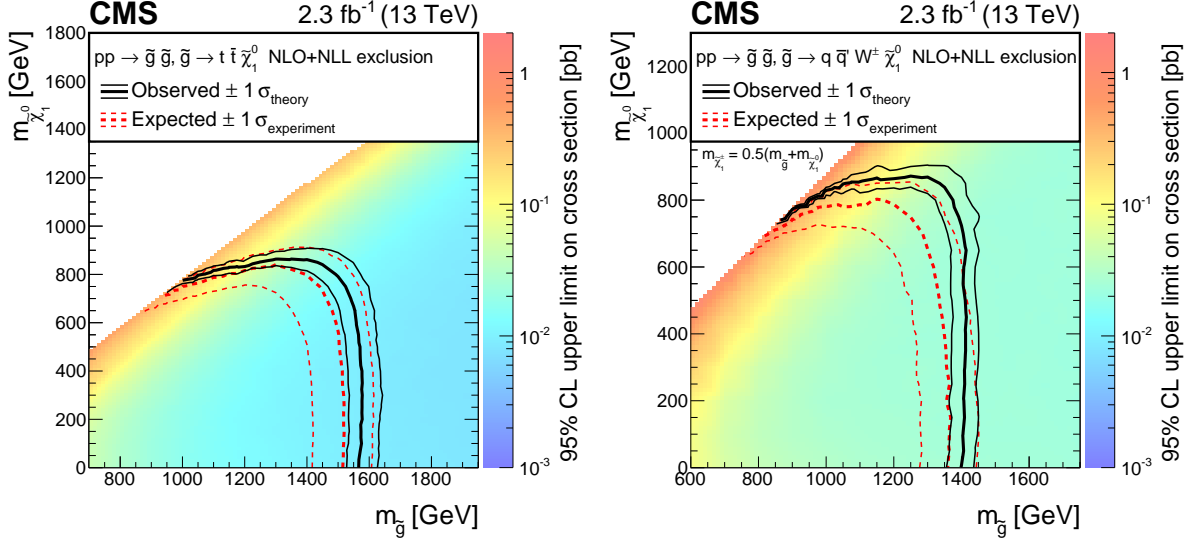 CMS 2.3 fb⁻¹ (13 TeV)
pp → g̃ g̃, g̃ → t t̄ χ̃⁰₁ NLO+NLL exclusion
Observed ± 1 σ_theory
Expected ± 1 σ_experiment
m_χ̃⁰₁ [GeV]
1800
1600
1400
1200
1000
800
600
400
200
0
800 1000 1200 1400 1600 1800
m_g̃ [GeV]
1
10⁻¹
10⁻²
10⁻³
95% CL upper limit on cross section [pb]
CMS 2.3 fb⁻¹ (13 TeV)
pp → g̃ g̃, g̃ → q q̄' W± χ̃⁰₁ NLO+NLL exclusion
Observed ± 1 σ_theory
Expected ± 1 σ_experiment
m_χ̃±₁ = 0.5(m_g̃+m_χ̃⁰₁)
m_χ̃⁰₁ [GeV]
1200
1000
800
600
400
200
0
600 800 1000 1200 1400 1600
m_g̃ [GeV]
1
10⁻¹
10⁻²
10⁻³
95% CL upper limit on cross section [pb]